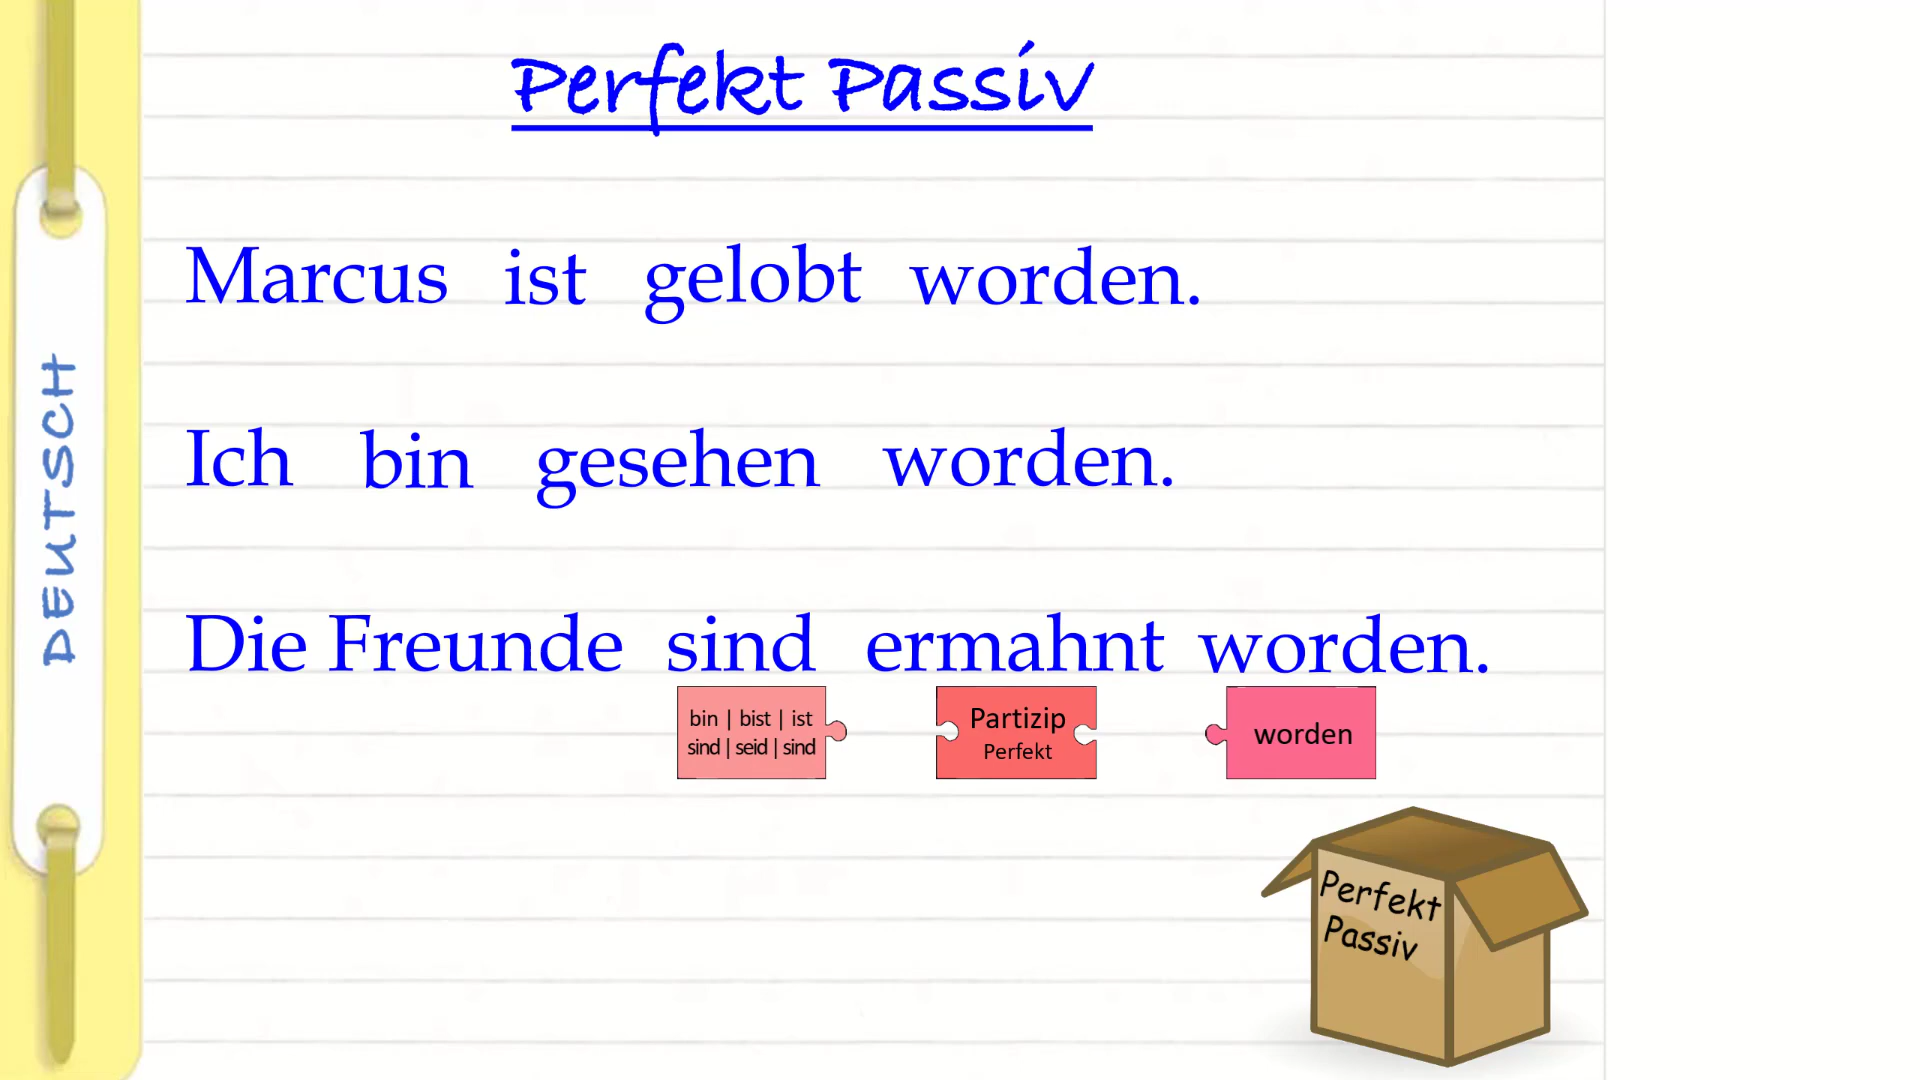 Perfekt Passiv
DEUTSCH
Marcus ist gelobt worden.
Ich bin gesehen worden.
Die Freunde sind ermahnt worden.
bin | bist | ist
sind | seid | sind
Partizip
Perfekt
worden
Perfekt
Passiv